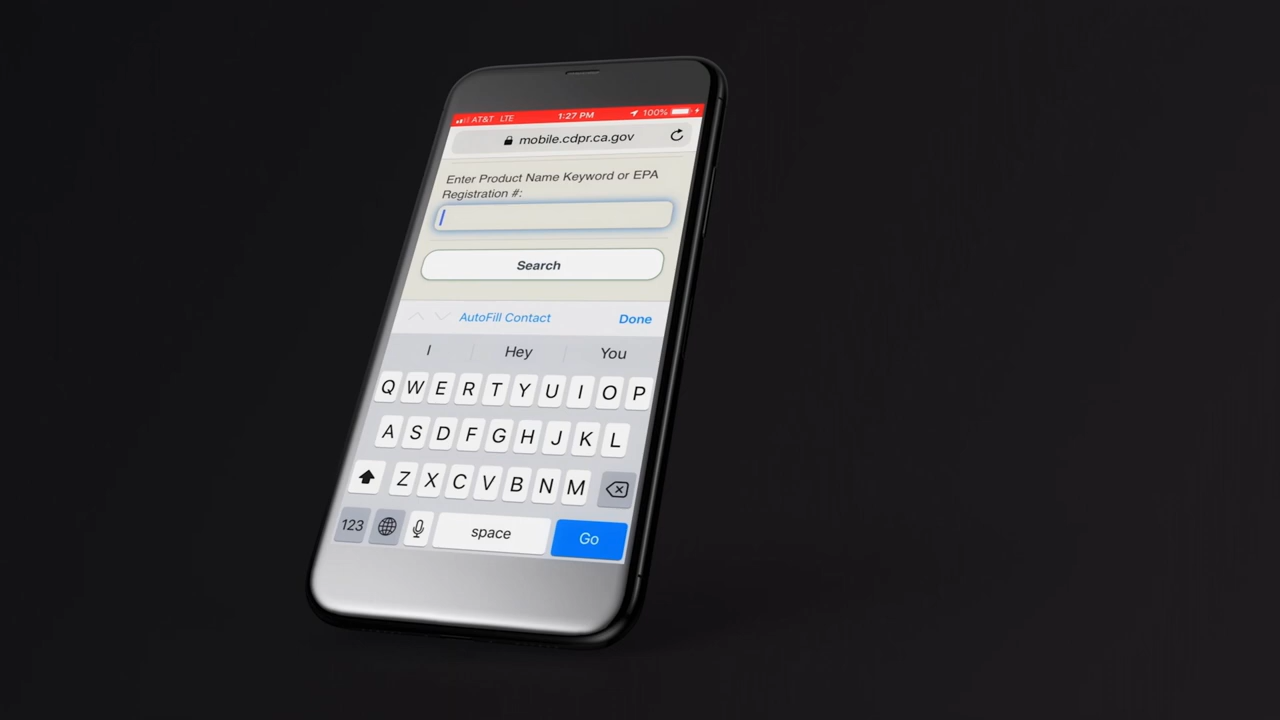 AT&T LTE 1:27 PM 100%
mobile.cdpr.ca.gov
Enter Product Name Keyword or EPA
Registration #:
Search
AutoFill Contact Done
I Hey You
Q W E R T Y U I O P
A S D F G H J K L
Z X C V B N M
123 space Go